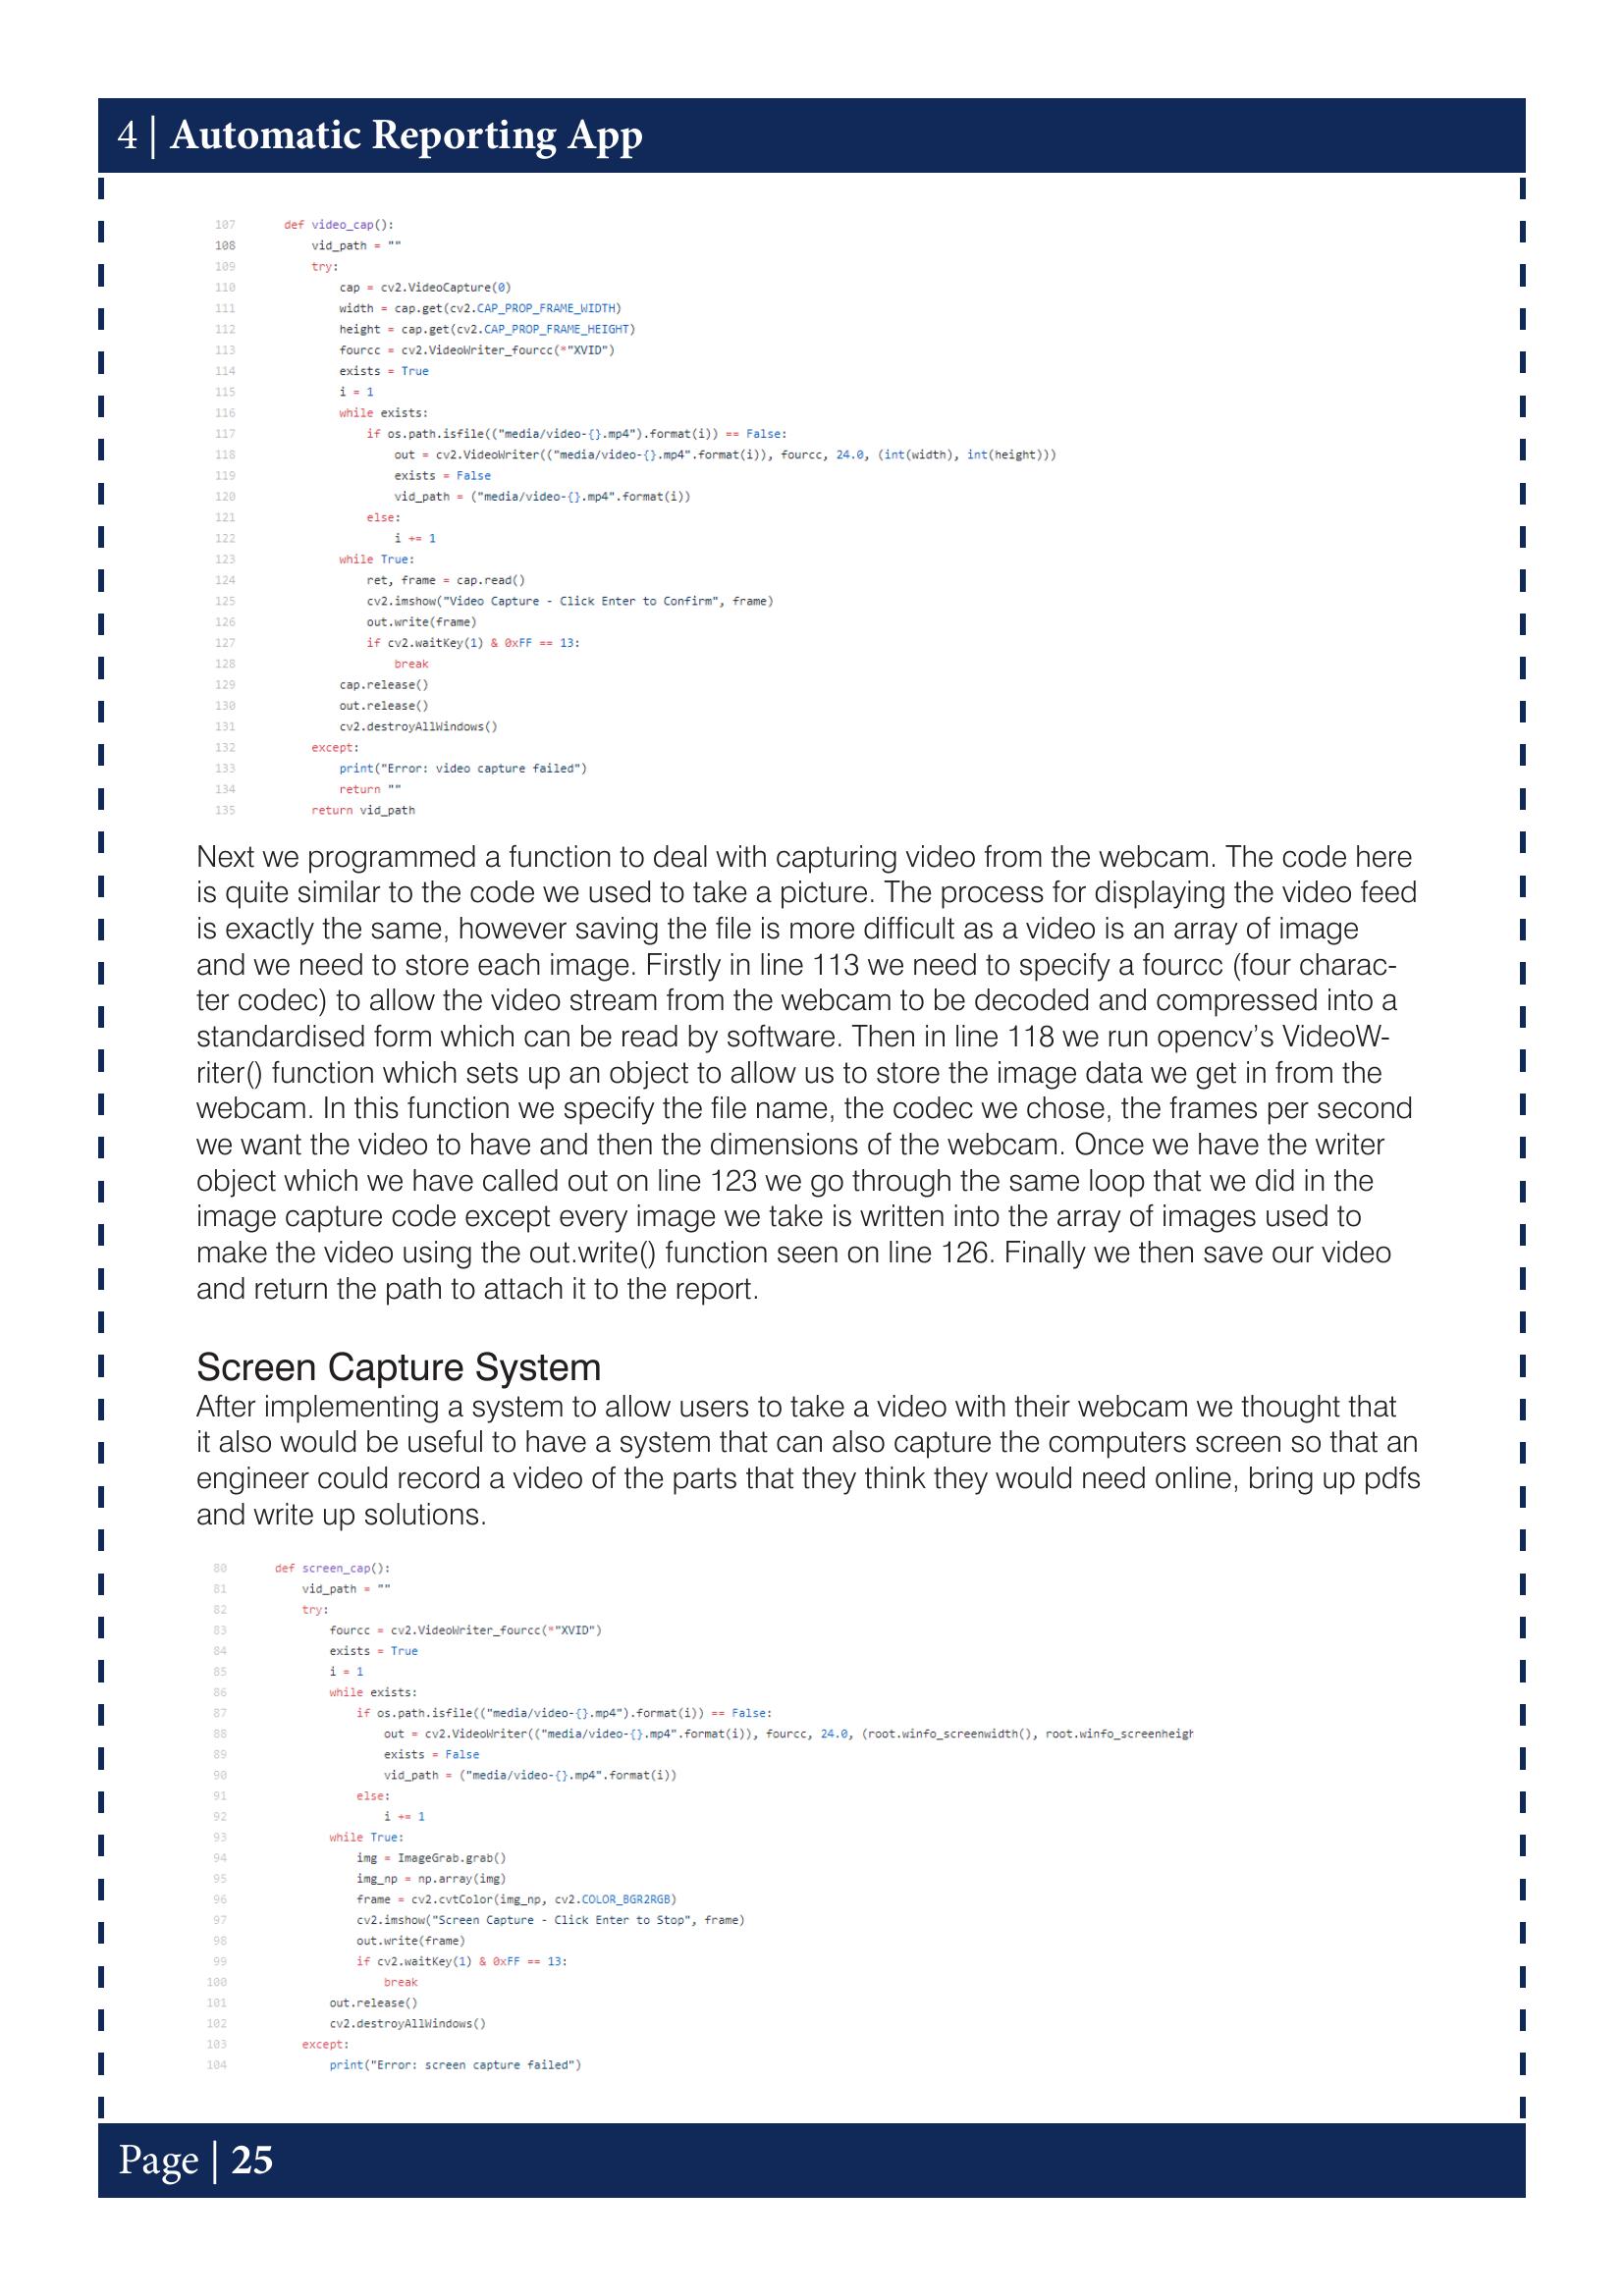 4 | Automatic Reporting App
107 def video_cap():
108 vid_path = ""
109 try:
110 cap = cv2.VideoCapture(0)
111 width = cap.get(cv2.CAP_PROP_FRAME_WIDTH)
112 height = cap.get(cv2.CAP_PROP_FRAME_HEIGHT)
113 fourcc = cv2.VideoWriter_fourcc(*"XVID")
114 exists = True
115 i = 1
116 while exists:
117 if os.path.isfile(("media/video-{}.mp4").format(i)) == False:
118 out = cv2.VideoWriter(("media/video-{}.mp4".format(i)), fourcc, 24.0, (int(width), int(height)))
119 exists = False
120 vid_path = ("media/video-{}.mp4".format(i))
121 else:
122 i += 1
123 while True:
124 ret, frame = cap.read()
125 cv2.imshow("Video Capture - Click Enter to Confirm", frame)
126 out.write(frame)
127 if cv2.waitKey(1) & 0xFF == 13:
128 break
129 cap.release()
130 out.release()
131 cv2.destroyAllWindows()
132 except:
133 print("Error: video capture failed")
134 return ""
135 return vid_path
Next we programmed a function to deal with capturing video from the webcam. The code here
is quite similar to the code we used to take a picture. The process for displaying the video feed
is exactly the same, however saving the file is more difficult as a video is an array of image
and we need to store each image. Firstly in line 113 we need to specify a fourcc (four charac-
ter codec) to allow the video stream from the webcam to be decoded and compressed into a
standardised form which can be read by software. Then in line 118 we run opencv's VideoW-
riter() function which sets up an object to allow us to store the image data we get in from the
webcam. In this function we specify the file name, the codec we chose, the frames per second
we want the video to have and then the dimensions of the webcam. Once we have the writer
object which we have called out on line 123 we go through the same loop that we did in the
image capture code except every image we take is written into the array of images used to
make the video using the out.write() function seen on line 126. Finally we then save our video
and return the path to attach it to the report.
Screen Capture System
After implementing a system to allow users to take a video with their webcam we thought that
it also would be useful to have a system that can also capture the computers screen so that an
engineer could record a video of the parts that they think they would need online, bring up pdfs
and write up solutions.
80 def screen_cap():
81 vid_path = ""
82 try:
83 fourcc = cv2.VideoWriter_fourcc(*"XVID")
84 exists = True
85 i = 1
86 while exists:
87 if os.path.isfile(("media/video-{}.mp4").format(i)) == False:
88 out = cv2.VideoWriter(("media/video-{}.mp4".format(i)), fourcc, 24.0, (root.winfo_screenwidth(), root.winfo_screenheigh
89 exists = False
90 vid_path = ("media/video-{}.mp4".format(i))
91 else:
92 i += 1
93 while True:
94 img = ImageGrab.grab()
95 img_np = np.array(img)
96 frame = cv2.cvtColor(img_np, cv2.COLOR_BGR2RGB)
97 cv2.imshow("Screen Capture - Click Enter to Stop", frame)
98 out.write(frame)
99 if cv2.waitKey(1) & 0xFF == 13:
100 break
101 out.release()
102 cv2.destroyAllWindows()
103 except:
104 print("Error: screen capture failed")
Page | 25